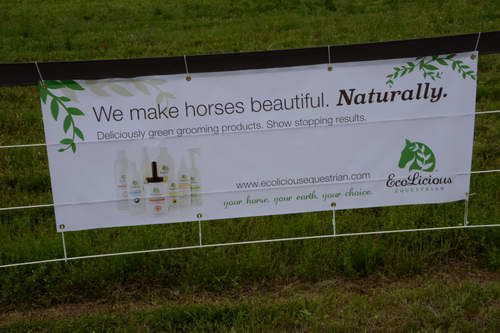 We make horses beautiful. Naturally.
Deliciously green grooming products. Show stopping results.
www.ecoliciousequestrian.com
your horse, your earth, your choice.
EcoLicious
EQUESTRIAN